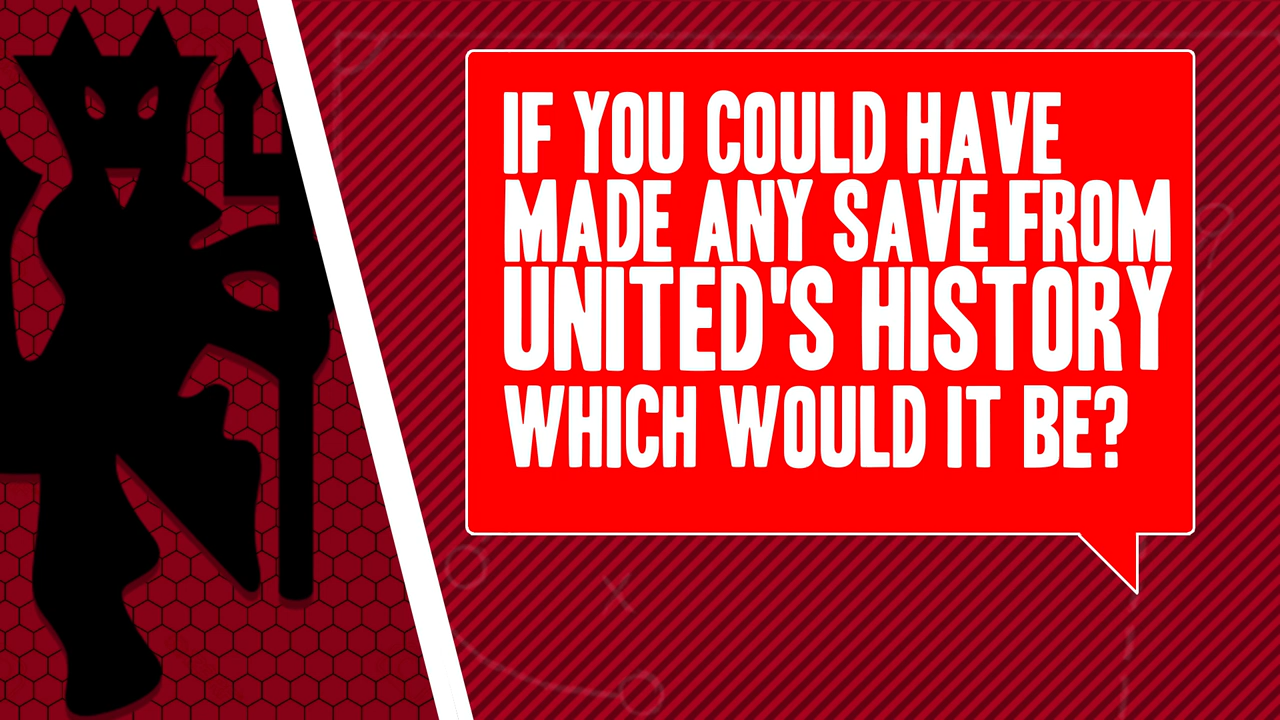 IF YOU COULD HAVE
MADE ANY SAVE FROM
UNITED'S HISTORY
WHICH WOULD IT BE?